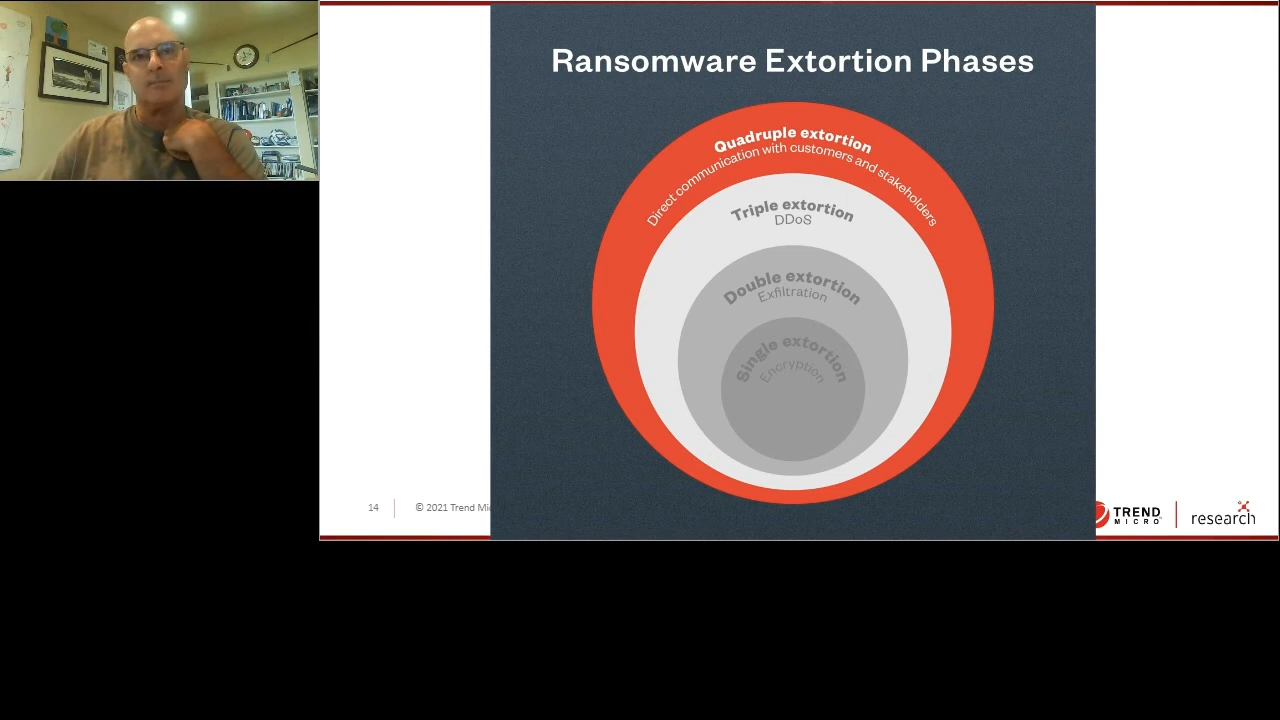 Ransomware Extortion Phases
Quadruple extortion
Direct communication with customers and stakeholders
Triple extortion
DDoS
Double extortion
Exfiltration
Single extortion
Encryption
14
© 2021 Trend Mi
TREND
MICRO
research